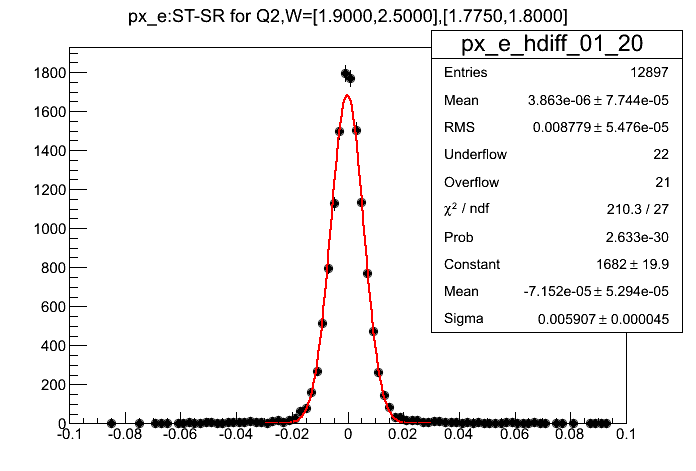 px_e:ST-SR for Q2,W=[1.9000,2.5000],[1.7750,1.8000]
px_e_hdiff_01_20
Entries 12897
Mean 3.863e-06 ± 7.744e-05
RMS 0.008779 ± 5.476e-05
Underflow 22
Overflow 21
χ² / ndf 210.3 / 27
Prob 2.633e-30
Constant 1682 ± 19.9
Mean -7.152e-05 ± 5.294e-05
Sigma 0.005907 ± 0.000045
1800
1600
1400
1200
1000
800
600
400
200
0
-0.1 -0.08 -0.06 -0.04 -0.02 0 0.02 0.04 0.06 0.08 0.1